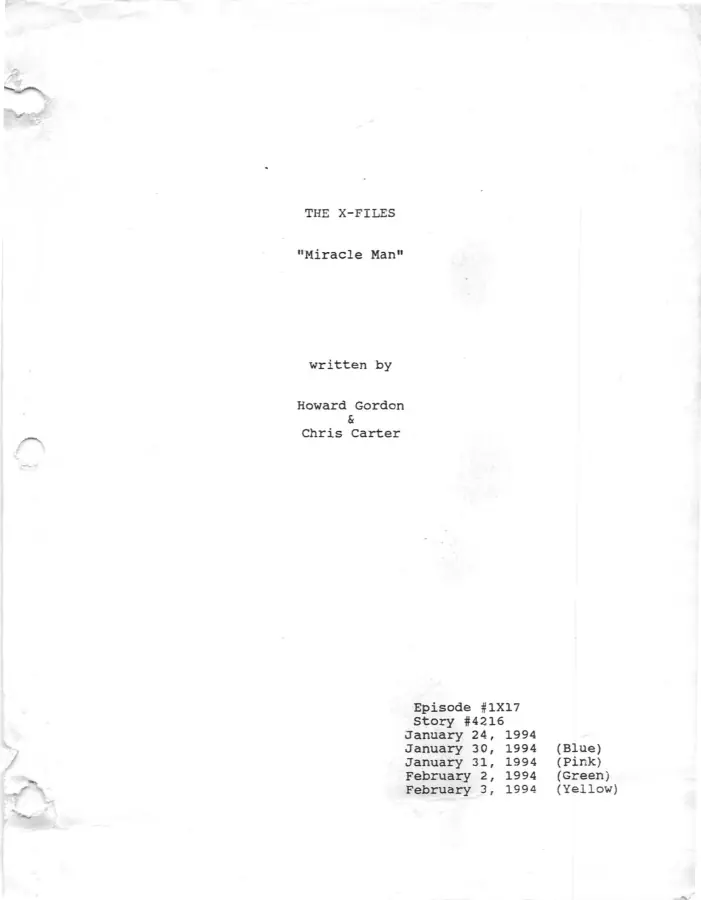 THE X-FILES
"Miracle Man"
written by
Howard Gordon
&
Chris Carter
Episode #1X17
Story #4216
January 24, 1994
January 30, 1994 (Blue)
January 31, 1994 (Pink)
February 2, 1994 (Green)
February 3, 1994 (Yellow)